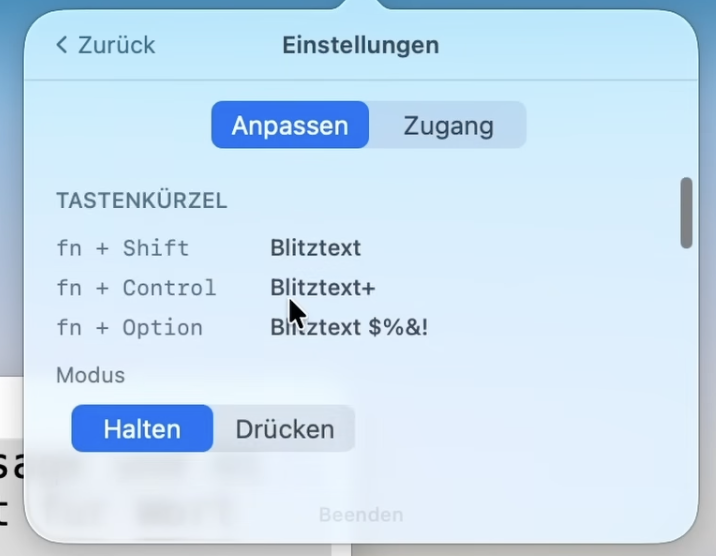 Zurück Einstellungen
Anpassen Zugang
TASTENKÜRZEL
fn + Shift Blitztext
fn + Control Blitztext+
fn + Option Blitztext $%&!
Modus
Halten Drücken
Beenden